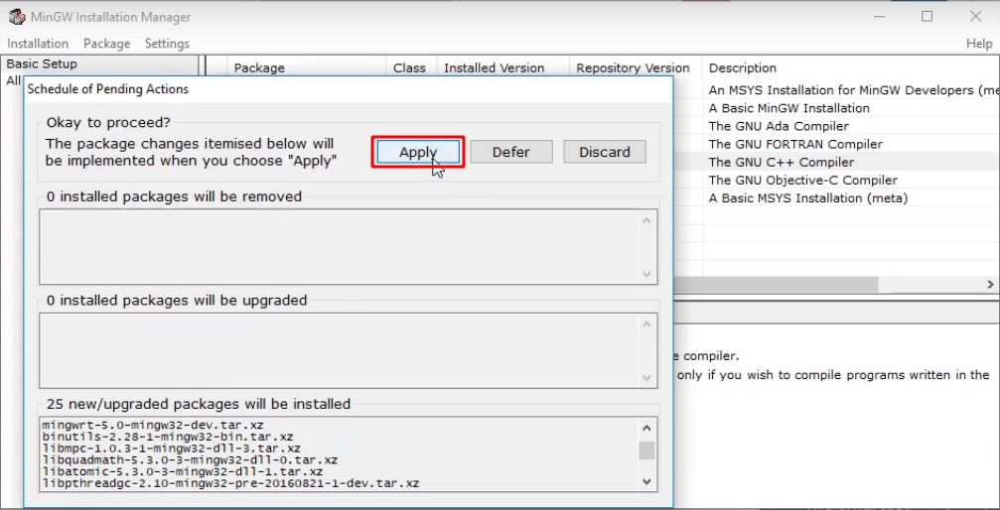 MinGW Installation Manager
Installation Package Settings Help
Basic Setup
All
Package Class Installed Version Repository Version Description
An MSYS Installation for MinGW Developers (me
A Basic MinGW Installation
The GNU Ada Compiler
The GNU FORTRAN Compiler
The GNU C++ Compiler
The GNU Objective-C Compiler
A Basic MSYS Installation (meta)
Schedule of Pending Actions
Okay to proceed?
The package changes itemised below will
be implemented when you choose "Apply"
Apply Defer Discard
0 installed packages will be removed
0 installed packages will be upgraded
25 new/upgraded packages will be installed
mingwrt-5.0-mingw32-dev.tar.xz
binutils-2.28-1-mingw32-bin.tar.xz
libmpc-1.0.3-1-mingw32-dll-3.tar.xz
libquadmath-5.3.0-3-mingw32-dll-0.tar.xz
libatomic-5.3.0-3-mingw32-dll-1.tar.xz
libpthreadgc-2.10-mingw32-pre-20160821-1-dev.tar.xz
e compiler.
only if you wish to compile programs written in the